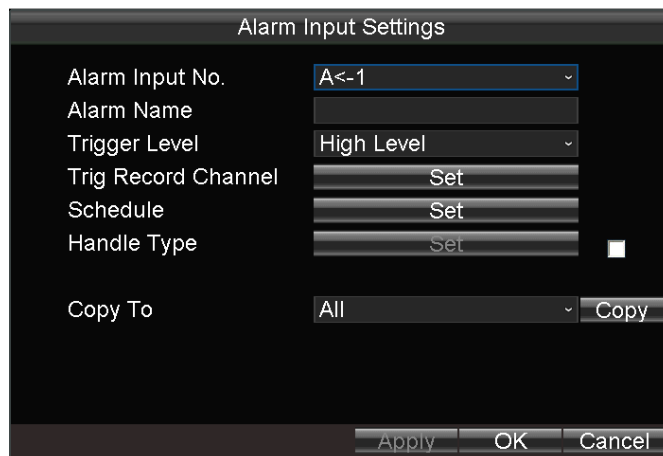 Alarm Input Settings
Alarm Input No. A<-1
Alarm Name
Trigger Level High Level
Trig Record Channel Set
Schedule Set
Handle Type Set
Copy To All Copy
Apply OK Cancel